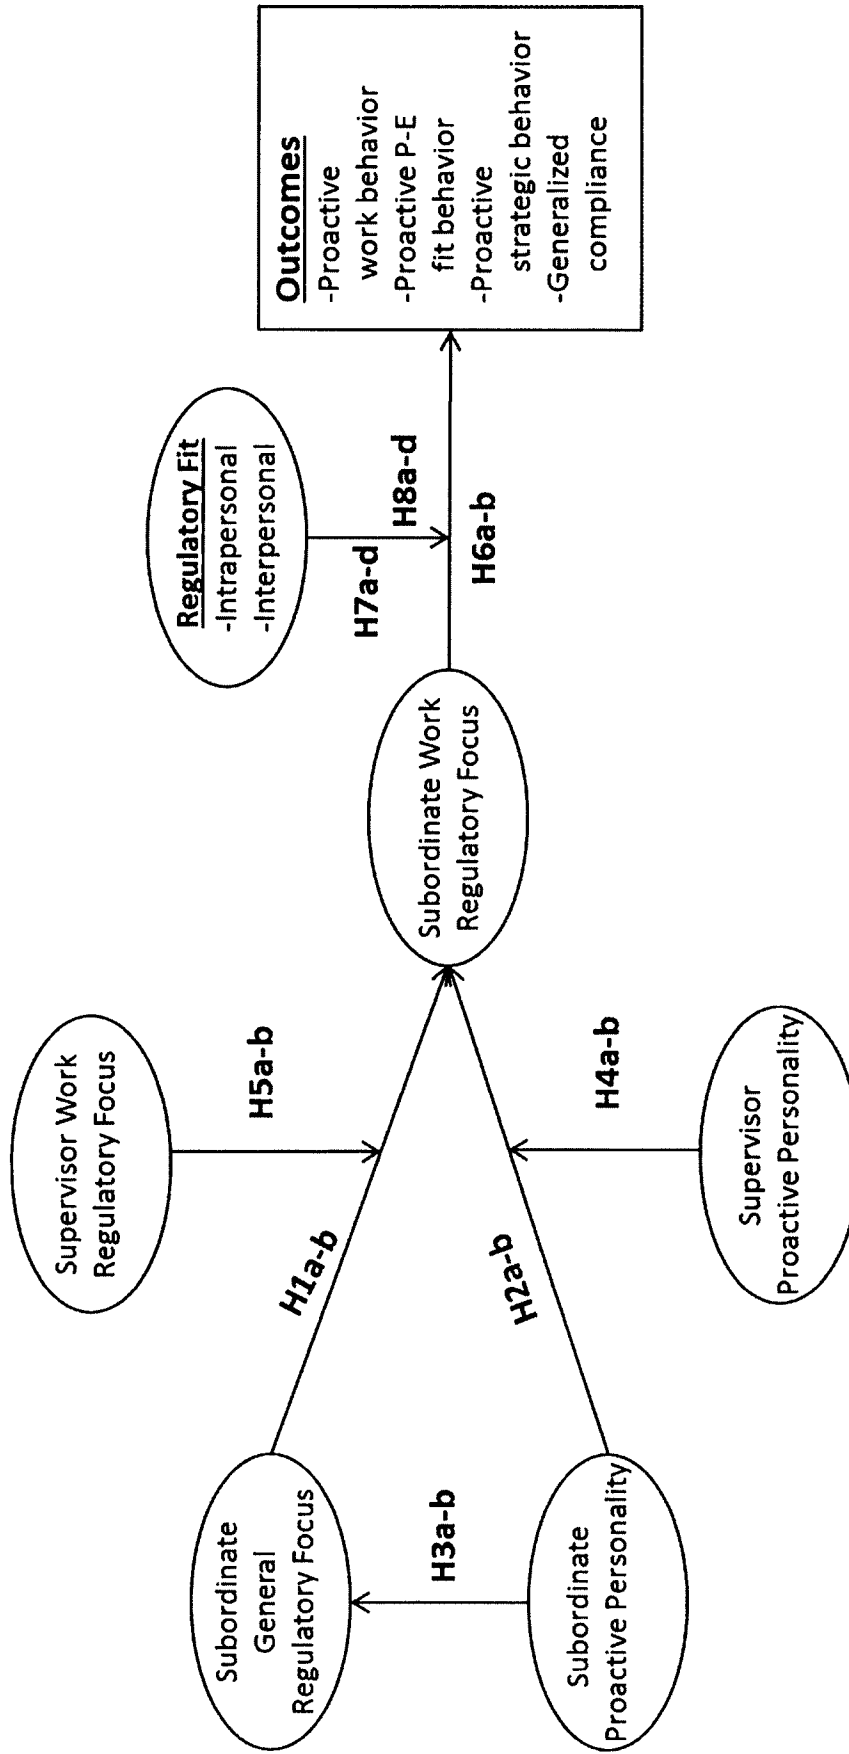 Supervisor Work
Regulatory Focus
H5a-b
Regulatory Fit
-Intrapersonal
-Interpersonal
H7a-d
H8a-d
Subordinate
General
Regulatory Focus
H1a-b
H3a-b
Subordinate Work
Regulatory Focus
H6a-b
Outcomes
-Proactive
work behavior
-Proactive P-E
fit behavior
-Proactive
strategic behavior
-Generalized
compliance
Subordinate
Proactive Personality
H2a-b
H4a-b
Supervisor
Proactive Personality